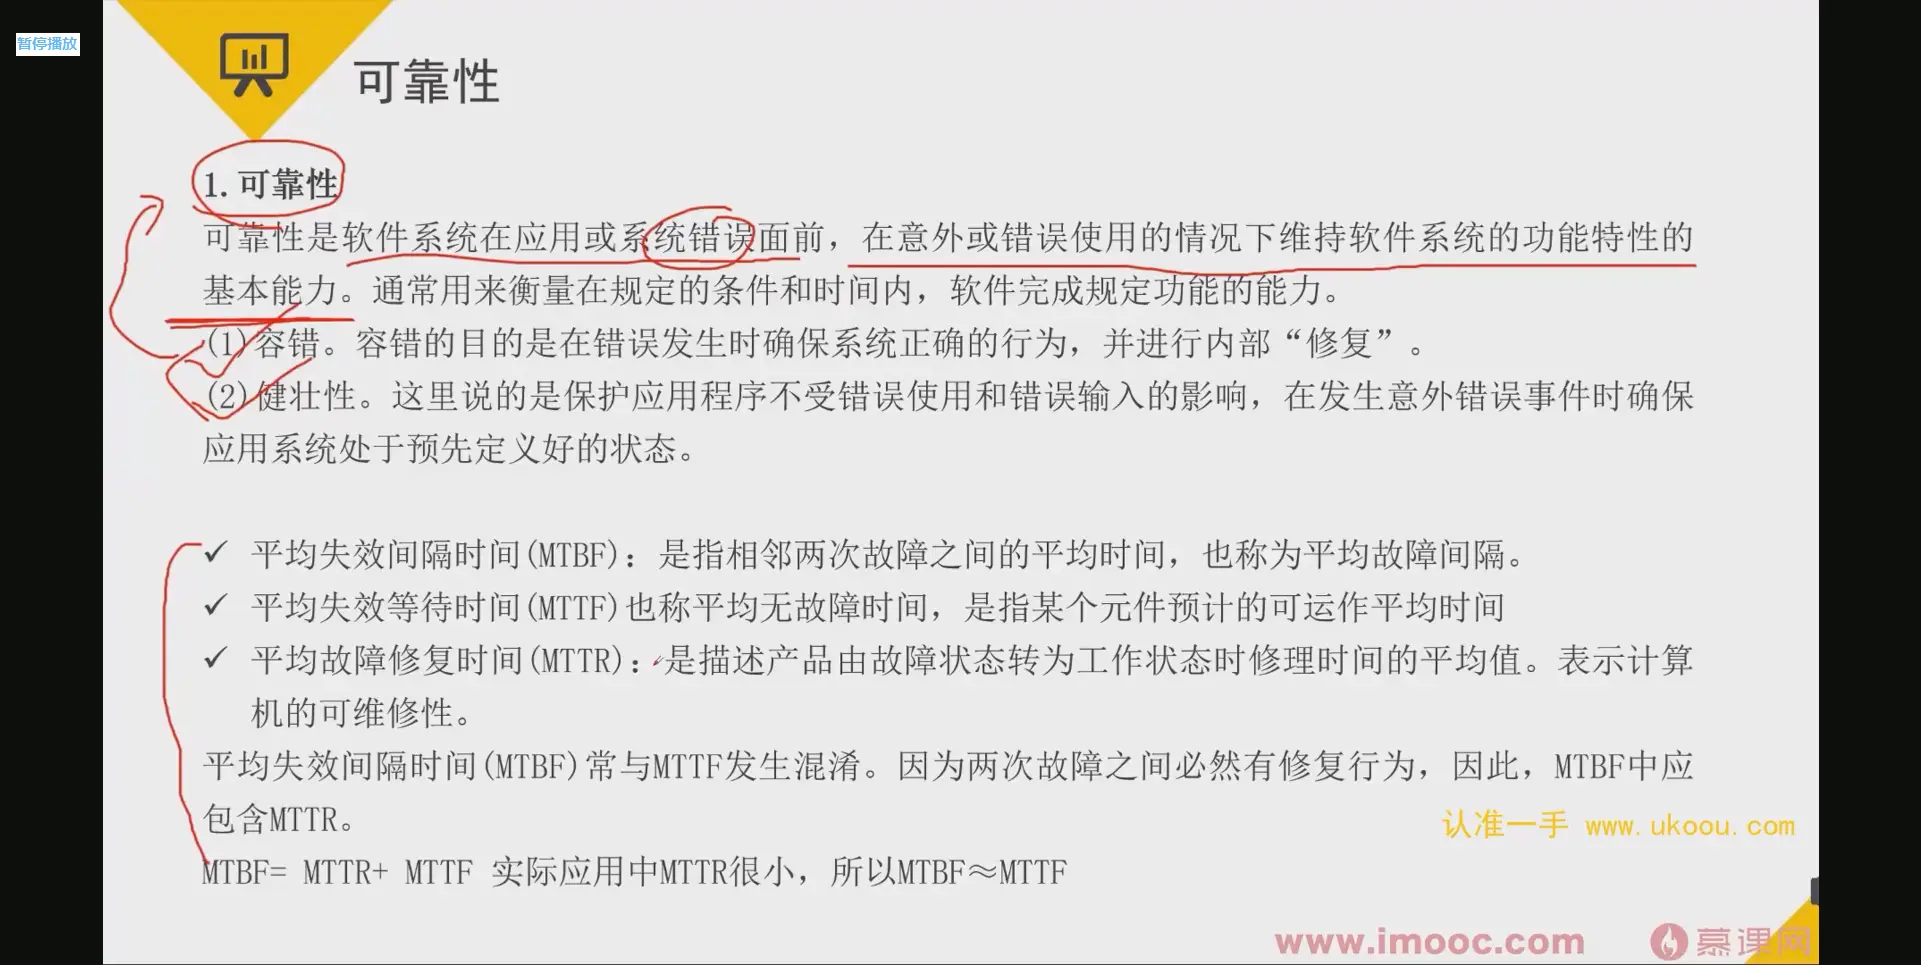 暂停播放
可靠性
1.可靠性
可靠性是软件系统在应用或系统错误面前，在意外或错误使用的情况下维持软件系统的功能特性的
基本能力。通常用来衡量在规定的条件和时间内，软件完成规定功能的能力。
(1)容错。容错的目的是在错误发生时确保系统正确的行为，并进行内部“修复”。
(2)健壮性。这里说的是保护应用程序不受错误使用和错误输入的影响，在发生意外错误事件时确保
应用系统处于预先定义好的状态。
✓ 平均失效间隔时间(MTBF)：是指相邻两次故障之间的平均时间，也称为平均故障间隔。
✓ 平均失效等待时间(MTTF)也称平均无故障时间，是指某个元件预计的可运作平均时间
✓ 平均故障修复时间(MTTR)：是描述产品由故障状态转为工作状态时修理时间的平均值。表示计算
机的可维修性。
平均失效间隔时间(MTBF)常与MTTF发生混淆。因为两次故障之间必然有修复行为，因此，MTBF中应
包含MTTR。
认准一手 www.ukoou.com
MTBF= MTTR+ MTTF 实际应用中MTTR很小，所以MTBF≈MTTF
www.imooc.com 慕课网